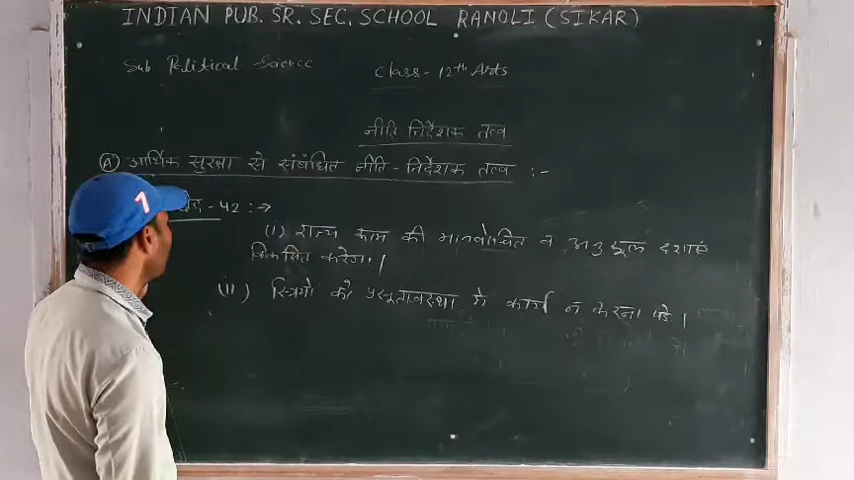 INDIAN PUB. SR. SEC. SCHOOL RANOLI (SIKAR)
Sub. Political Science Class - 12th Arts
नीति निर्देशक तत्व
(A) आर्थिक सुरक्षा से संबंधित नीति - निर्देशक तत्व :-
- 42 :→
(i) राज्य काम की मानवोचित व अनुकूल दशाएं
विकसित करेगा।
(ii) स्त्रियों को प्रसूतावस्था में कार्य न करना पड़े।
7